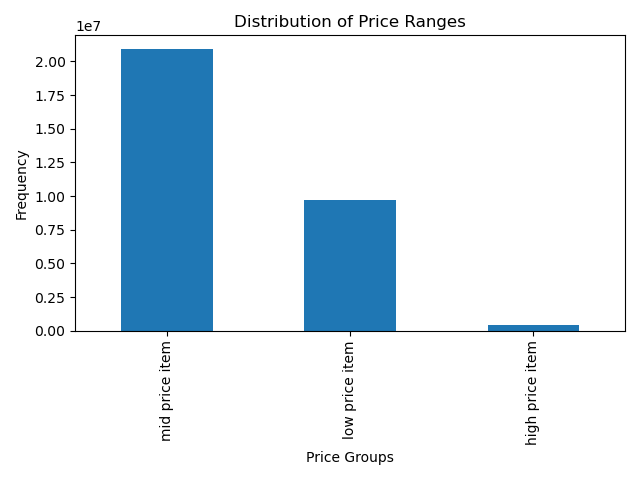 Distribution of Price Ranges
1e7
2.00
1.75
1.50
1.25
1.00
0.75
0.50
0.25
0.00
Frequency
mid price item
low price item
high price item
Price Groups